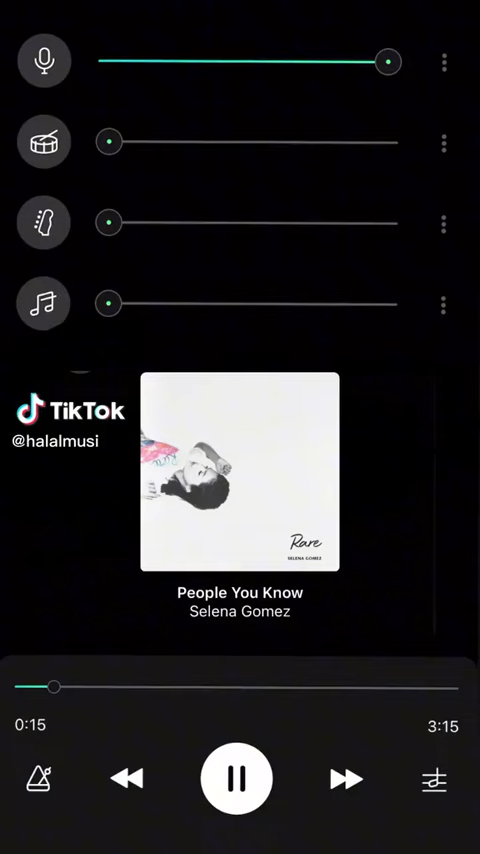 TikTok
@halalmusi
Rare
SELENA GOMEZ
People You Know
Selena Gomez
0:15
3:15